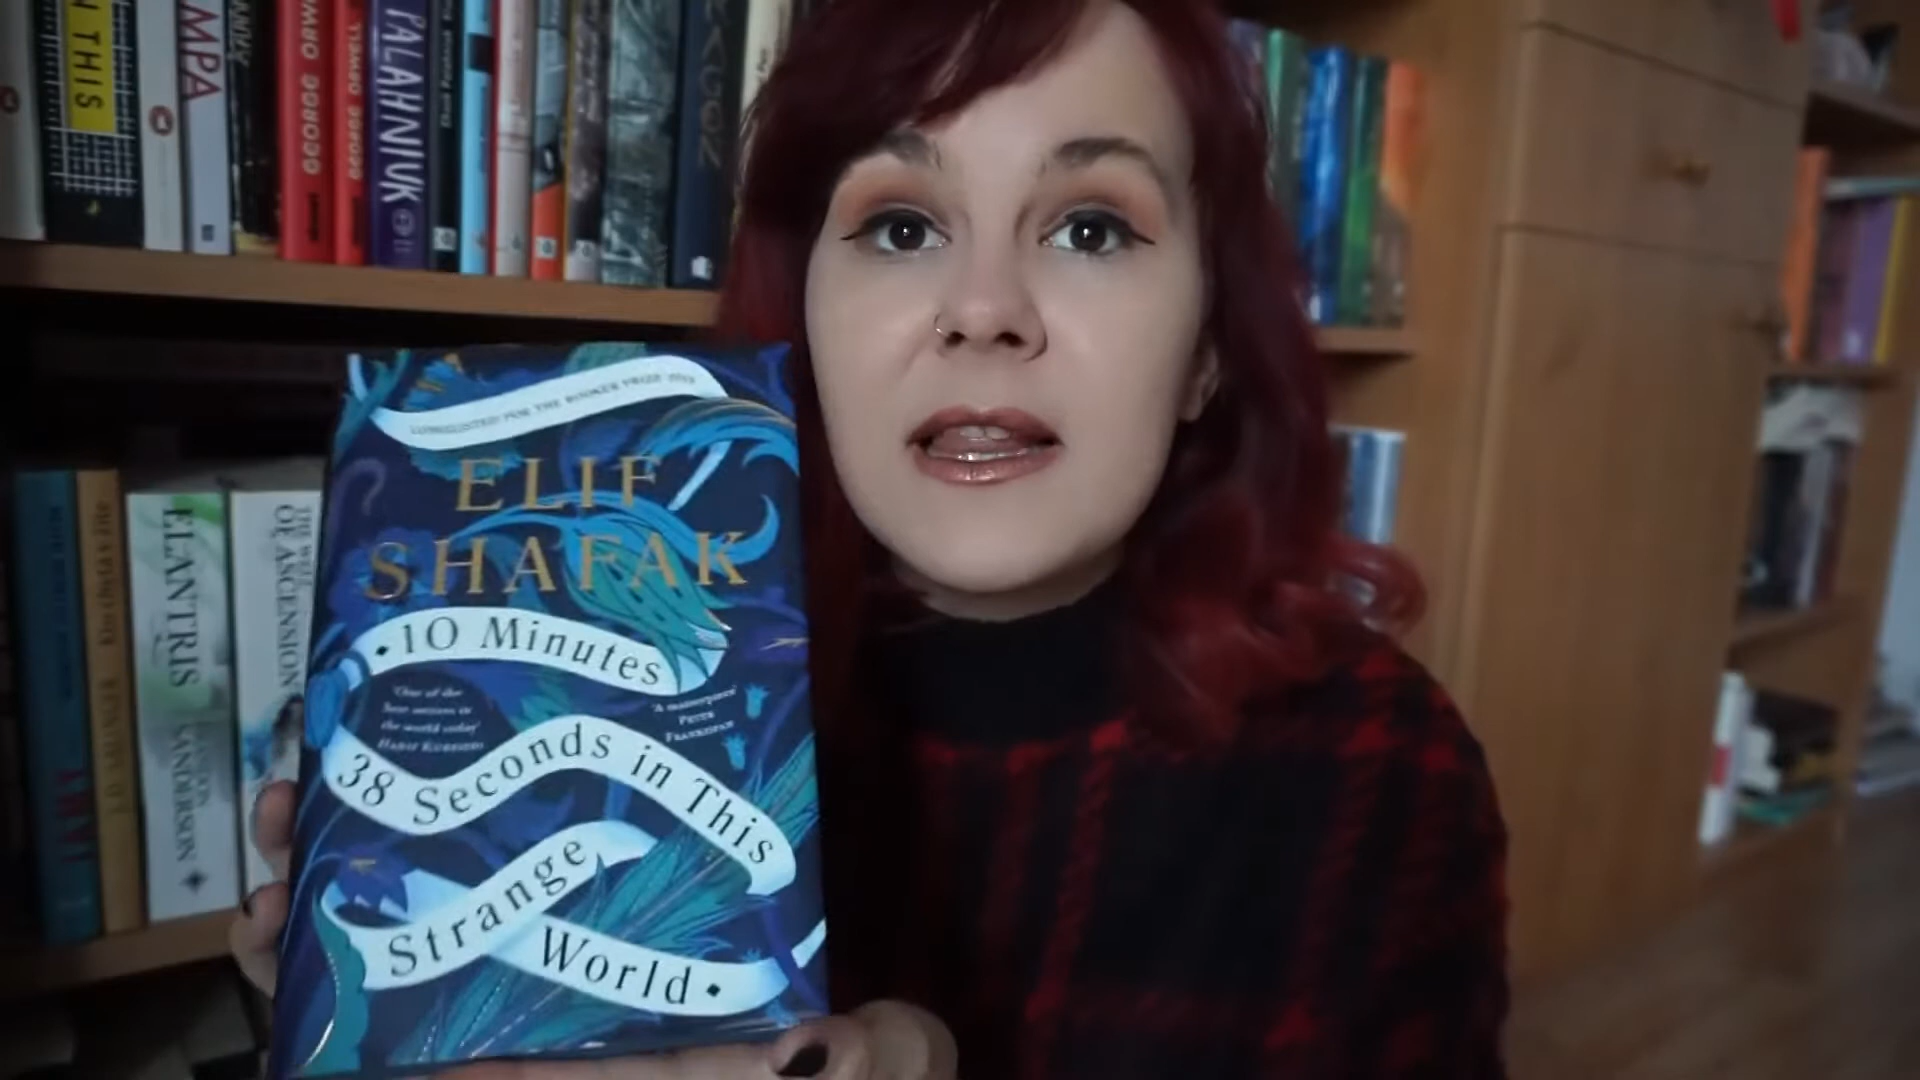 THIS
MPA
GEORGE ORWELL
GEORGE ORWELL
PALAHNIUK
LONGLISTED FOR THE BOOKER PRIZE 2019
ELIF
SHAFAK
10 Minutes
'One of the
best writers in
the world today'
'A masterpiece'
PETER
FRANKOPAN
38 Seconds in This
Strange
World
ELANTRIS
SANDERSON
OF ASCENSION